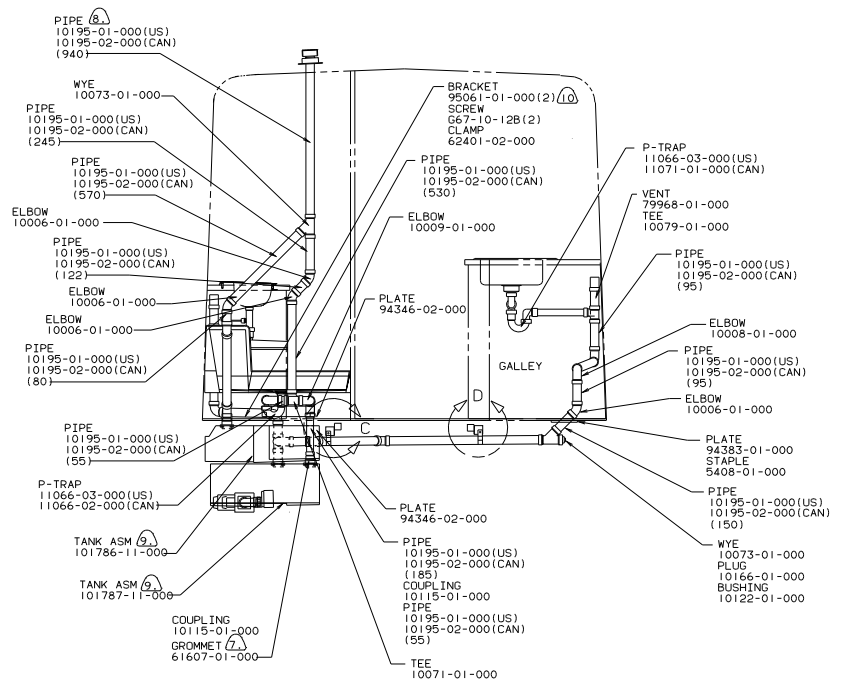 PIPE 8.
10195-01-000(US)
10195-02-000(CAN)
(940)
WYE
10073-01-000
PIPE
10195-01-000(US)
10195-02-000(CAN)
(245)
PIPE
10195-01-000(US)
10195-02-000(CAN)
(570)
ELBOW
10006-01-000
PIPE
10195-01-000(US)
10195-02-000(CAN)
(122)
ELBOW
10006-01-000
ELBOW
10006-01-000
PIPE
10195-01-000(US)
10195-02-000(CAN)
(80)
PIPE
10195-01-000(US)
10195-02-000(CAN)
(55)
P-TRAP
11066-03-000(US)
11066-02-000(CAN)
TANK ASM 9.
101786-11-000
TANK ASM 9.
101787-11-000
COUPLING
10115-01-000
GROMMET 7.
61607-01-000
BRACKET
95061-01-000(2) 10
SCREW
G67-10-12B(2)
CLAMP
62401-02-000
PIPE
10195-01-000(US)
10195-02-000(CAN)
(530)
ELBOW
10009-01-000
PLATE
94346-02-000
GALLEY
C
D
PLATE
94346-02-000
PIPE
10195-01-000(US)
10195-02-000(CAN)
(185)
COUPLING
10115-01-000
PIPE
10195-01-000(US)
10195-02-000(CAN)
(55)
TEE
10071-01-000
P-TRAP
11066-03-000(US)
11071-01-000(CAN)
VENT
79968-01-000
TEE
10079-01-000
PIPE
10195-01-000(US)
10195-02-000(CAN)
(95)
ELBOW
10008-01-000
PIPE
10195-01-000(US)
10195-02-000(CAN)
(95)
ELBOW
10006-01-000
PLATE
94383-01-000
STAPLE
5408-01-000
PIPE
10195-01-000(US)
10195-02-000(CAN)
(150)
WYE
10073-01-000
PLUG
10166-01-000
BUSHING
10122-01-000